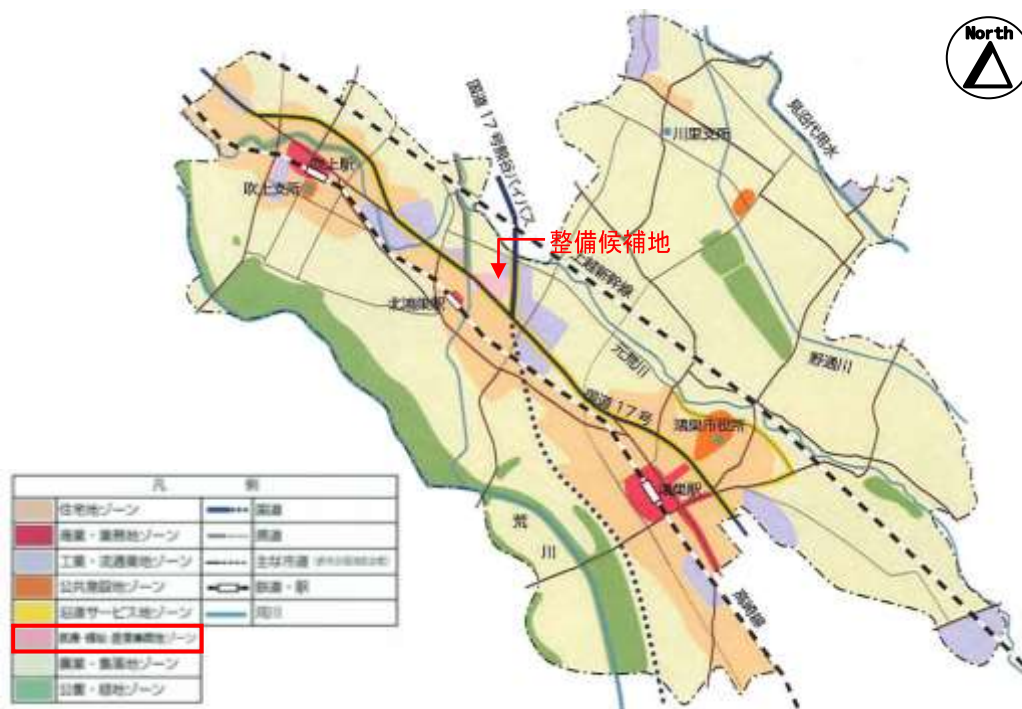 North
国道17号熊谷バイパス
見沼代用水
川里支所
吹上駅
吹上支所
整備候補地
上越新幹線
北鴻巣駅
元荒川
野通川
国道17号
鴻巣市役所
鴻巣駅
荒川
高崎線
凡 例
住宅地ゾーン
国道
商業・業務地ゾーン
県道
工業・流通業地ゾーン
主な市道
公共施設地ゾーン
鉄道・駅
沿道サービス地ゾーン
河川
医療・福祉・産業集積地ゾーン
農業・集落地ゾーン
公園・緑地ゾーン